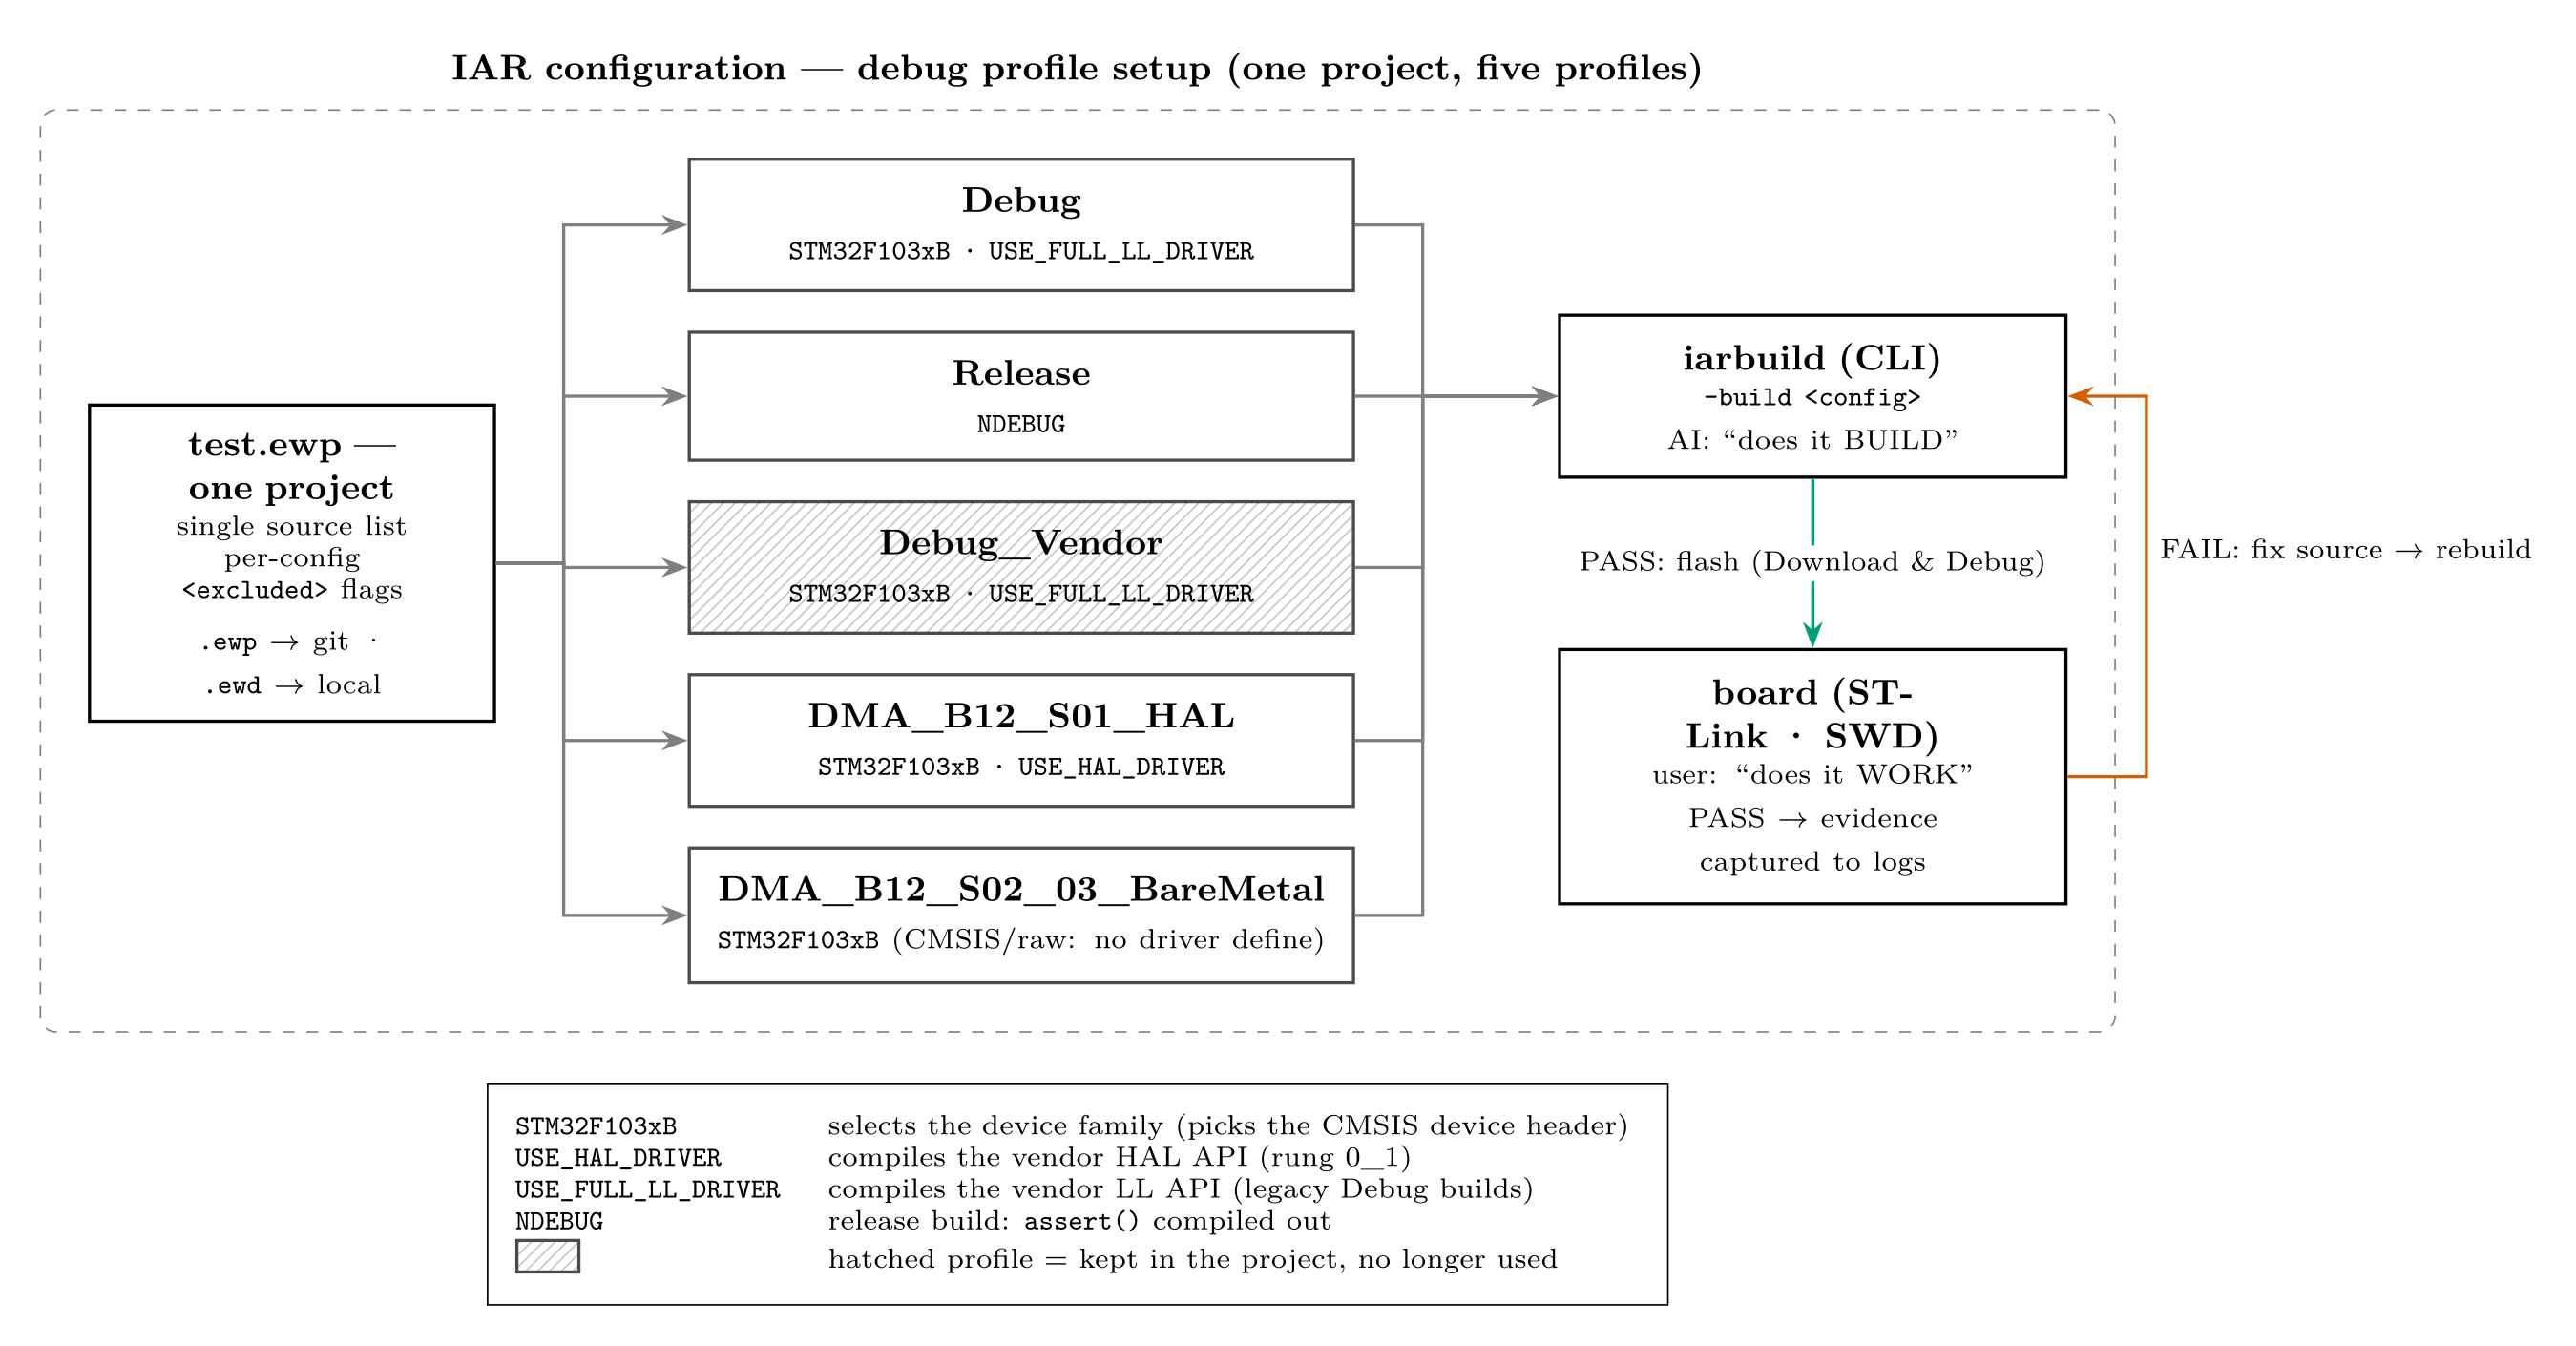 IAR configuration — debug profile setup (one project, five profiles)
test.ewp —
one project
single source list
per-config
<excluded> flags
.ewp → git ·
.ewd → local
Debug
STM32F103xB · USE_FULL_LL_DRIVER
Release
NDEBUG
Debug_Vendor
STM32F103xB · USE_FULL_LL_DRIVER
DMA_B12_S01_HAL
STM32F103xB · USE_HAL_DRIVER
DMA_B12_S02_03_BareMetal
STM32F103xB (CMSIS/raw: no driver define)
iarbuild (CLI)
-build <config>
AI: “does it BUILD”
PASS: flash (Download & Debug)
board (ST-
Link · SWD)
user: “does it WORK”
PASS → evidence
captured to logs
FAIL: fix source → rebuild
STM32F103xB selects the device family (picks the CMSIS device header)
USE_HAL_DRIVER compiles the vendor HAL API (rung 0_1)
USE_FULL_LL_DRIVER compiles the vendor LL API (legacy Debug builds)
NDEBUG release build: assert() compiled out
hatched profile = kept in the project, no longer used